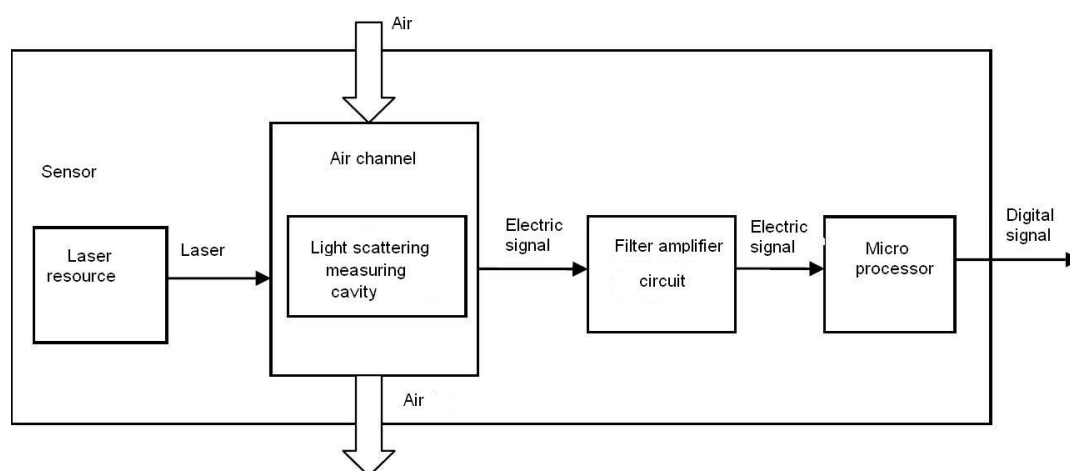 Air
Sensor
Laser
resource
Laser
Air channel
Light scattering
measuring
cavity
Electric
signal
Filter amplifier
circuit
Electric
signal
Micro
processor
Digital
signal
Air